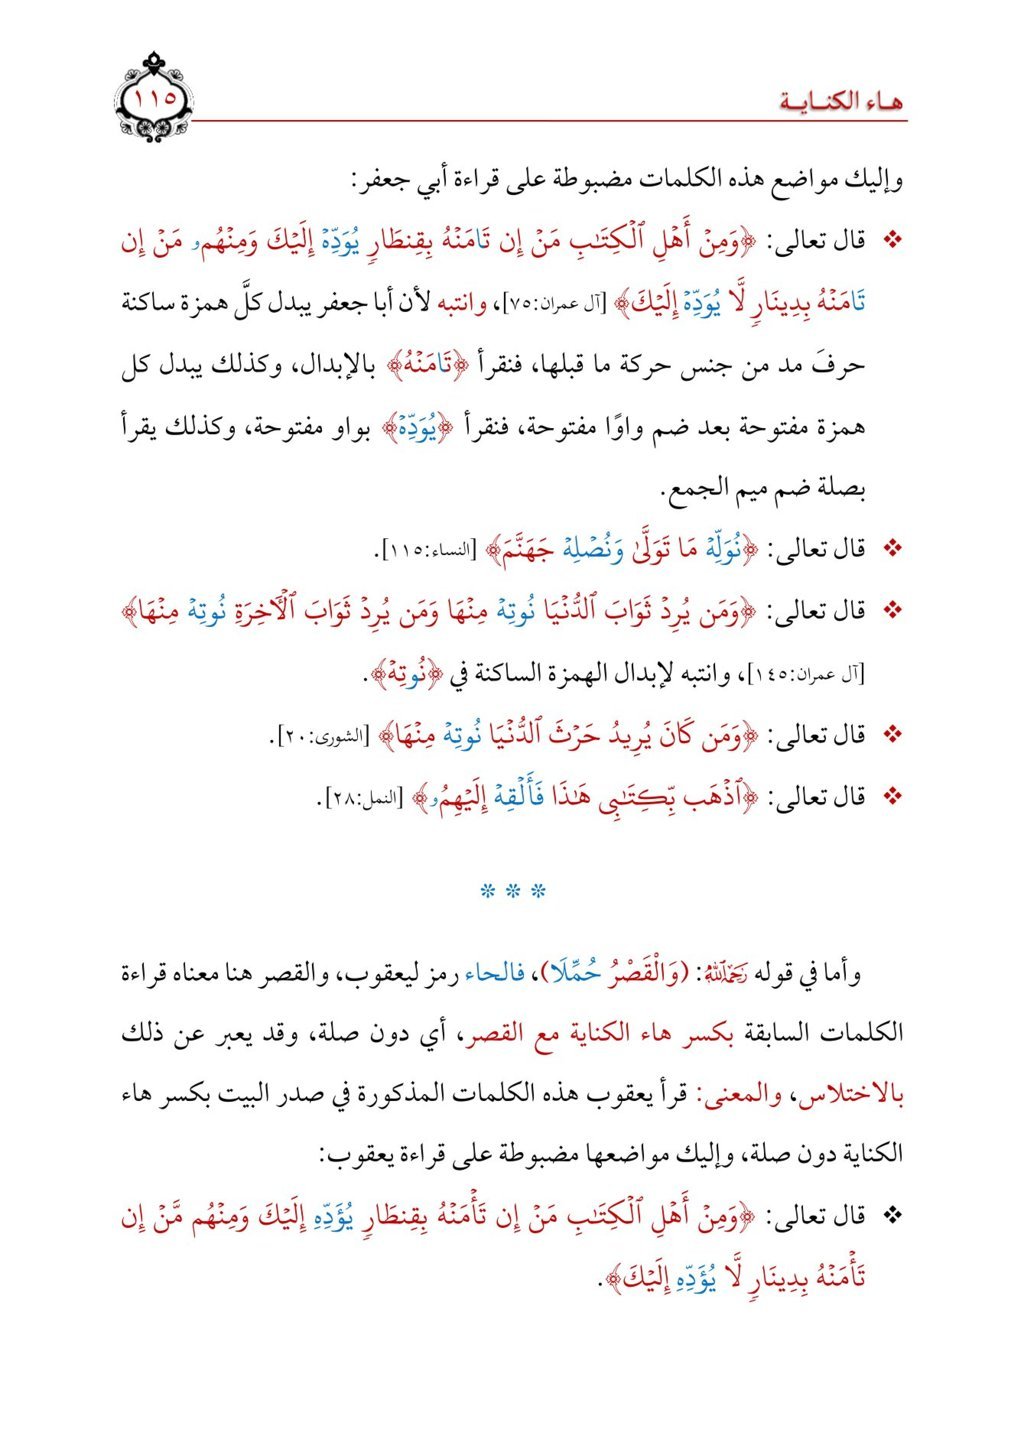 هـاء الكنـايـة
١١٥
وإليك مواضع هذه الكلمات مضبوطة على قراءة أبي جعفر:
❖ قال تعالى: ﴿وَمِنۡ أَهۡلِ ٱلۡكِتَٰبِ مَنۡ إِن تَامَنۡهُ بِقِنطَارٖ يُوَدِّهۡ إِلَيۡكَ وَمِنۡهُمُۥ مَنۡ إِن
تَامَنۡهُ بِدِينَارٖ لَّا يُوَدِّهۡ إِلَيۡكَ﴾ [آل عمران:٧٥]، وانتبه لأن أبا جعفر يبدل كلَّ همزة ساكنة
حرفَ مد من جنس حركة ما قبلها، فنقرأ ﴿تَامَنۡهُ﴾ بالإبدال، وكذلك يبدل كل
همزة مفتوحة بعد ضم واوًا مفتوحة، فنقرأ ﴿يُوَدِّهۡ﴾ بواو مفتوحة، وكذلك يقرأ
بصلة ضم ميم الجمع.
❖ قال تعالى: ﴿نُوَلِّهۡ مَا تَوَلَّىٰ وَنُصۡلِهۡ جَهَنَّمَ﴾ [النساء:١١٥].
❖ قال تعالى: ﴿وَمَن يُرِدۡ ثَوَابَ ٱلدُّنۡيَا نُوتِهۡ مِنۡهَا وَمَن يُرِدۡ ثَوَابَ ٱلۡأٓخِرَةِ نُوتِهۡ مِنۡهَا﴾
[آل عمران:١٤٥]، وانتبه لإبدال الهمزة الساكنة في ﴿نُوتِهۡ﴾.
❖ قال تعالى: ﴿وَمَن كَانَ يُرِيدُ حَرۡثَ ٱلدُّنۡيَا نُوتِهۡ مِنۡهَا﴾ [الشورى:٢٠].
❖ قال تعالى: ﴿ٱذۡهَب بِّكِتَٰبِي هَٰذَا فَأَلۡقِهۡ إِلَيۡهِمُۥ﴾ [النمل:٢٨].
* * *
وأما في قوله رَحِمَهُ ٱللَّهُ: (وَالْقَصْرُ حُمِّلَا)، فالحاء رمز ليعقوب، والقصر هنا معناه قراءة
الكلمات السابقة بكسر هاء الكناية مع القصر، أي دون صلة، وقد يعبر عن ذلك
بالاختلاس، والمعنى: قرأ يعقوب هذه الكلمات المذكورة في صدر البيت بكسر هاء
الكناية دون صلة، وإليك مواضعها مضبوطة على قراءة يعقوب:
❖ قال تعالى: ﴿وَمِنۡ أَهۡلِ ٱلۡكِتَٰبِ مَنۡ إِن تَأۡمَنۡهُ بِقِنطَارٖ يُؤَدِّهِ إِلَيۡكَ وَمِنۡهُم مَّنۡ إِن
تَأۡمَنۡهُ بِدِينَارٖ لَّا يُؤَدِّهِ إِلَيۡكَ﴾.